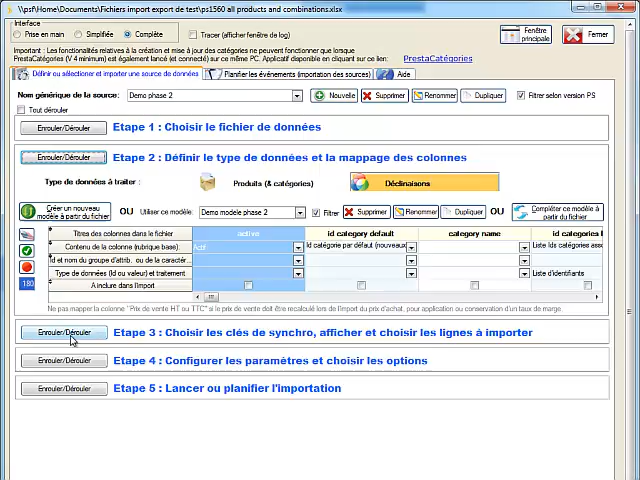 \\psf\Home\Documents\Fichiers import export de test\ps1560 all products and combinations.xlsx
Interface
Prise en main Simplifiée Complète Tracer (afficher fenêtre de log) Fenêtre principale Fermer
Important : Les fonctionnalités relatives à la création et mise à jour des catégories ne peuvent fonctionner que lorsque
PrestaCatégories (V 4 minimum) est également lancé (et connecté) sur ce même PC. Applicatif disponible en cliquant sur ce lien: PrestaCatégories
Définir ou sélectionner et importer une source de données Planifier les événements (importation des sources) Aide
Nom générique de la source: Demo phase 2 Nouvelle Supprimer Renommer Dupliquer Filtrer selon version PS
Tout dérouler
Enrouler/Dérouler Etape 1 : Choisir le fichier de données
Enrouler/Dérouler Etape 2 : Définir le type de données et la mappage des colonnes
Type de données à traiter : Produits (& catégories) Déclinaisons
Créer un nouveau modèle à partir du fichier OU Utiliser ce modèle: Demo modèle phase 2 Filtrer Supprimer Renommer Dupliquer OU Compléter ce modèle à partir du fichier
Titres des colonnes dans le fichier active id category default category name id categories l
Contenu de la colonne (rubrique base): Actif Id catégorie par défaut (nouveaux Liste Ids catégories asso
Id et nom du groupe d'attrib. ou de la caractér...
Type de données (Id ou valeur) et traitement Liste d'identifiants
180 A inclure dans l'import
Ne pas mapper la colonne "Prix de vente HT ou TTC" si le prix de vente doit être recalculé lors de l'import du prix d'achat, pour application ou conservation d'un taux de marge.
Enrouler/Dérouler Etape 3 : Choisir les clés de synchro, afficher et choisir les lignes à importer
Enrouler/Dérouler Etape 4 : Configurer les paramètres et choisir les options
Enrouler/Dérouler Etape 5 : Lancer ou planifier l'importation